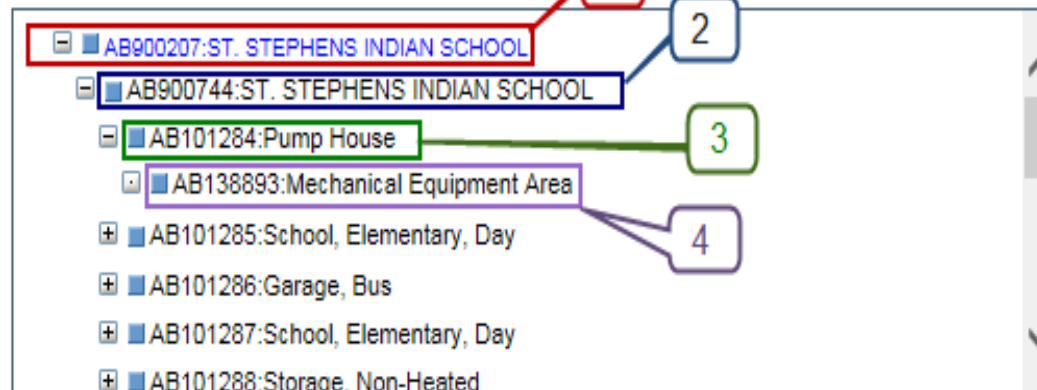 AB900207:ST. STEPHENS INDIAN SCHOOL
2
AB900744:ST. STEPHENS INDIAN SCHOOL
AB101284:Pump House
3
AB138893:Mechanical Equipment Area
4
AB101285:School, Elementary, Day
AB101286:Garage, Bus
AB101287:School, Elementary, Day
AB101288:Storage, Non-Heated